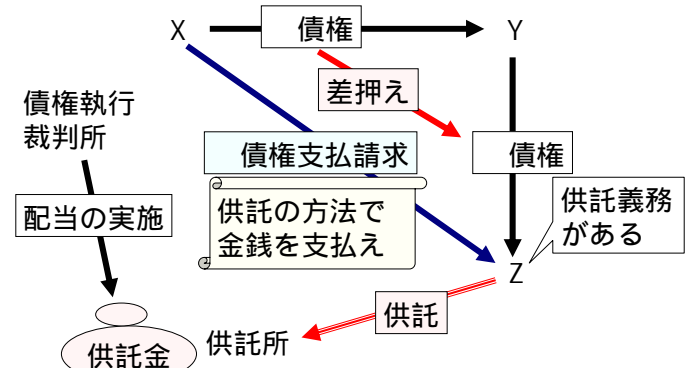 X
債権
Y
差押え
債権執行
裁判所
債権支払請求
債権
配当の実施
供託の方法で
金銭を支払え
供託義務
がある
Z
供託
供託所
供託金